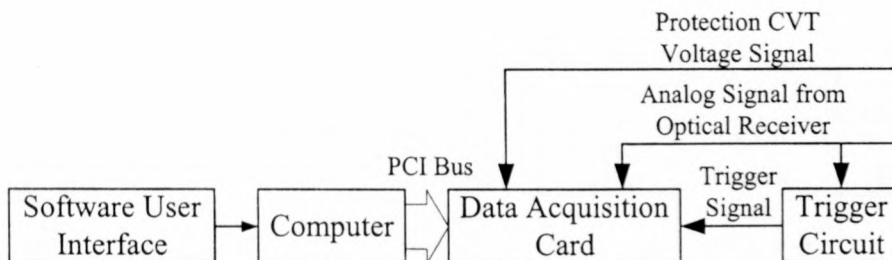 Protection CVT
Voltage Signal
Analog Signal from
Optical Receiver
PCI Bus
Trigger
Signal
Software User
Interface
Computer
Data Acquisition
Card
Trigger
Circuit